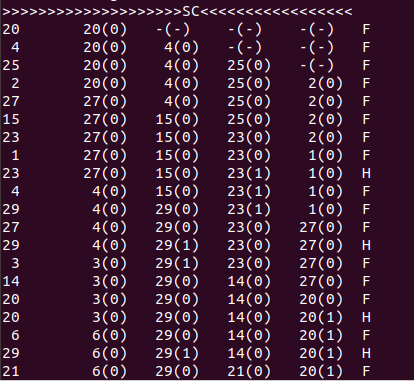 >>>>>>>>>>>>>>>>>>>>SC<<<<<<<<<<<<<<<<<
20 20(0) -(-) -(-) -(-) F
4 20(0) 4(0) -(-) -(-) F
25 20(0) 4(0) 25(0) -(-) F
2 20(0) 4(0) 25(0) 2(0) F
27 27(0) 4(0) 25(0) 2(0) F
15 27(0) 15(0) 25(0) 2(0) F
23 27(0) 15(0) 23(0) 2(0) F
1 27(0) 15(0) 23(0) 1(0) F
23 27(0) 15(0) 23(1) 1(0) H
4 4(0) 15(0) 23(1) 1(0) F
29 4(0) 29(0) 23(1) 1(0) F
27 4(0) 29(0) 23(0) 27(0) F
29 4(0) 29(1) 23(0) 27(0) H
3 3(0) 29(1) 23(0) 27(0) F
14 3(0) 29(0) 14(0) 27(0) F
20 3(0) 29(0) 14(0) 20(0) F
20 3(0) 29(0) 14(0) 20(1) H
6 6(0) 29(0) 14(0) 20(1) F
29 6(0) 29(1) 14(0) 20(1) H
21 6(0) 29(0) 21(0) 20(1) F